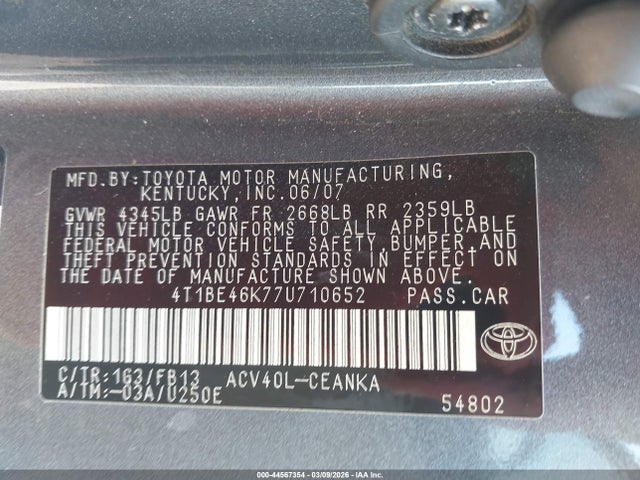 MFD.BY:TOYOTA MOTOR MANUFACTURING,
KENTUCKY,INC.06/07
GVWR 4345LB GAWR FR 2668LB RR 2359LB
THIS VEHICLE CONFORMS TO ALL APPLICABLE
FEDERAL MOTOR VEHICLE SAFETY,BUMPER,AND
THEFT PREVENTION STANDARDS IN EFFECT ON
THE DATE OF MANUFACTURE SHOWN ABOVE.
4T1BE46K77U710652 PASS.CAR
C/TR:163/FB13 ACV40L-CEANKA
A/TM:-03A/U250E
54802
000-44567354 | 03/09/2026 | IAA Inc.